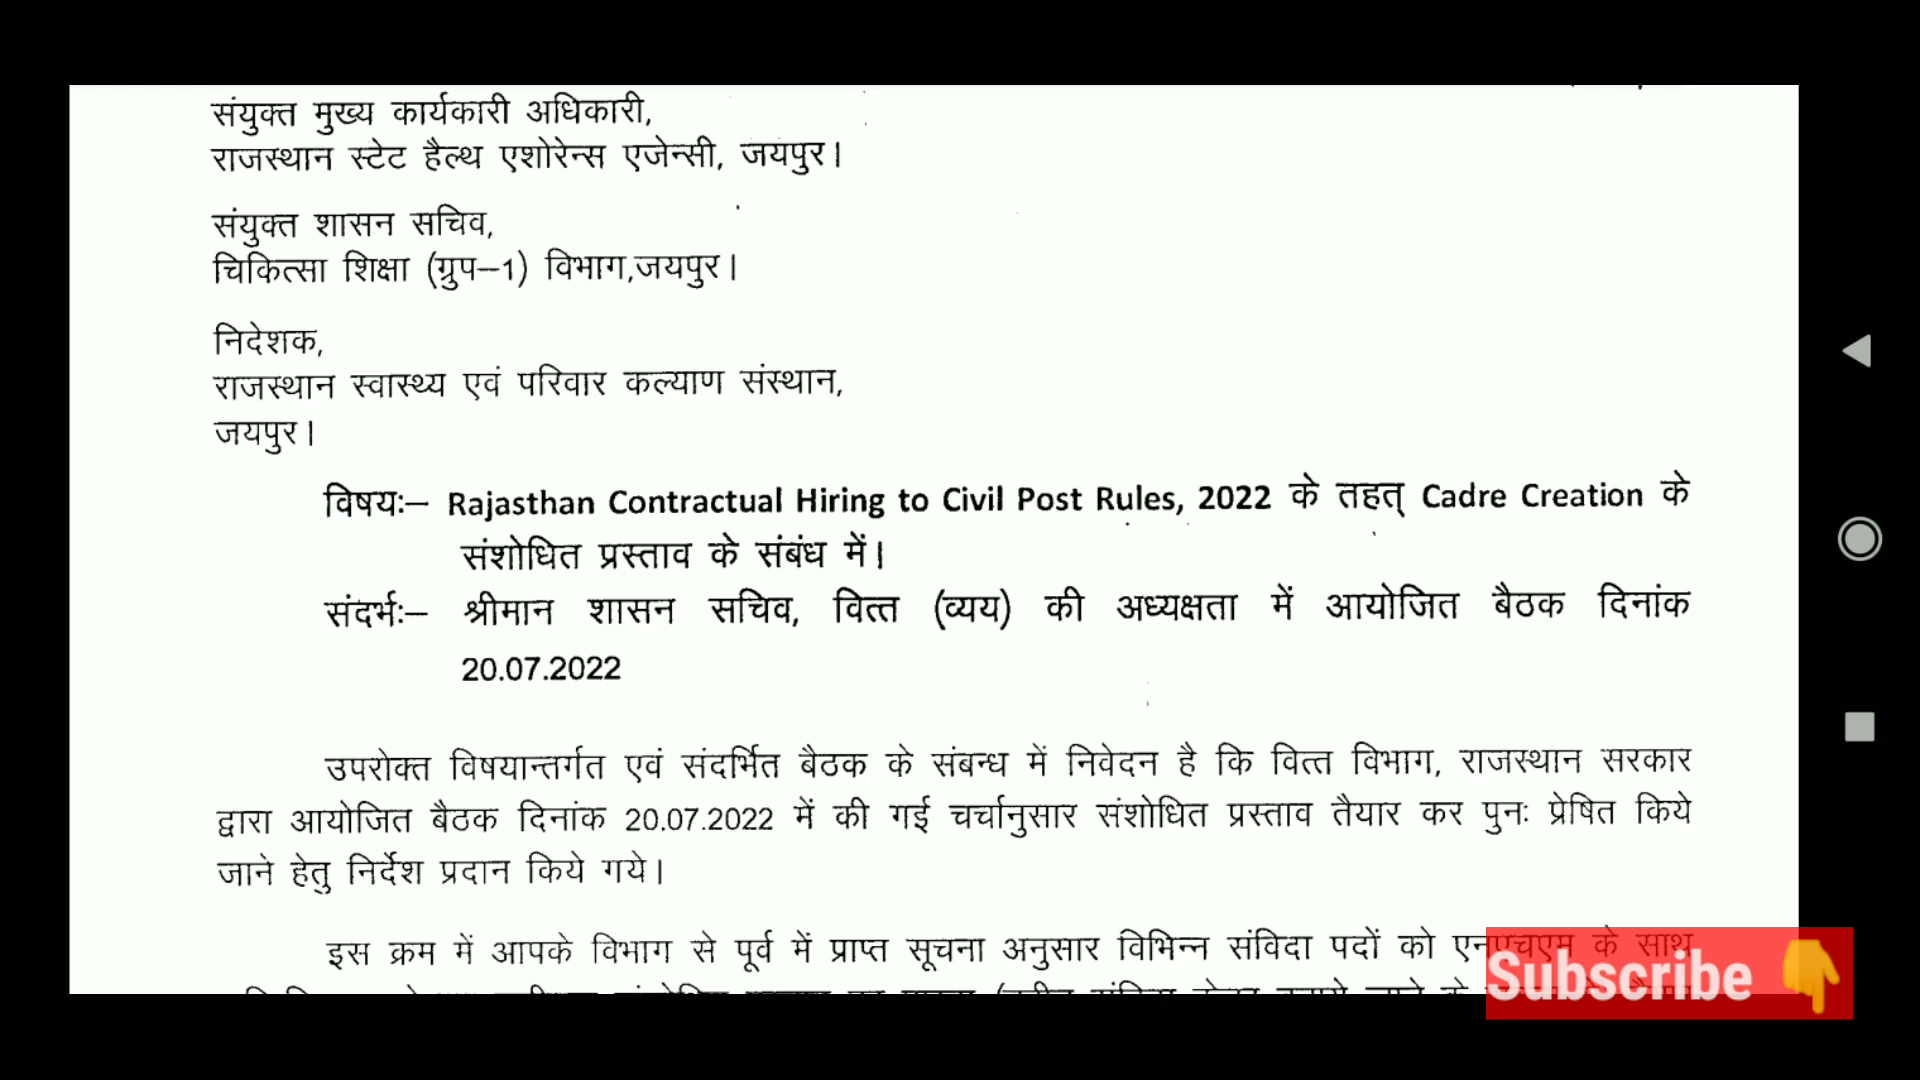 संयुक्त मुख्य कार्यकारी अधिकारी,
राजस्थान स्टेट हैल्थ एशोरेन्स एजेन्सी, जयपुर।
संयुक्त शासन सचिव,
चिकित्सा शिक्षा (ग्रुप–1) विभाग,जयपुर।
निदेशक,
राजस्थान स्वास्थ्य एवं परिवार कल्याण संस्थान,
जयपुर।
विषयः– Rajasthan Contractual Hiring to Civil Post Rules, 2022 के तहत् Cadre Creation के
संशोधित प्रस्ताव के संबंध में।
संदर्भः– श्रीमान शासन सचिव, वित्त (व्यय) की अध्यक्षता में आयोजित बैठक दिनांक
20.07.2022
उपरोक्त विषयान्तर्गत एवं संदर्भित बैठक के संबन्ध में निवेदन है कि वित्त विभाग, राजस्थान सरकार
द्वारा आयोजित बैठक दिनांक 20.07.2022 में की गई चर्चानुसार संशोधित प्रस्ताव तैयार कर पुनः प्रेषित किये
जाने हेतु निर्देश प्रदान किये गये।
इस क्रम में आपके विभाग से पूर्व में प्राप्त सूचना अनुसार विभिन्न संविदा पदों को एनएचएम के साथ
Subscribe